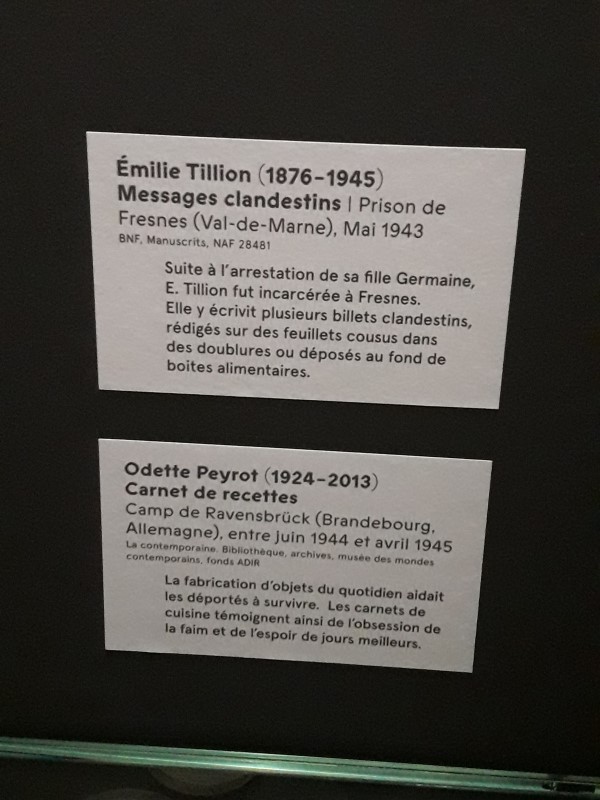 Émilie Tillion (1876-1945)
Messages clandestins | Prison de
Fresnes (Val-de-Marne), Mai 1943
BNF, Manuscrits, NAF 28481
Suite à l'arrestation de sa fille Germaine,
E. Tillion fut incarcérée à Fresnes.
Elle y écrivit plusieurs billets clandestins,
rédigés sur des feuillets cousus dans
des doublures ou déposés au fond de
boites alimentaires.
Odette Peyrot (1924-2013)
Carnet de recettes
Camp de Ravensbrück (Brandebourg,
Allemagne), entre juin 1944 et avril 1945
La contemporaine. Bibliothèque, archives, musée des mondes
contemporains, fonds ADIR
La fabrication d'objets du quotidien aidait
les déportés à survivre. Les carnets de
cuisine témoignent ainsi de l'obsession de
la faim et de l'espoir de jours meilleurs.